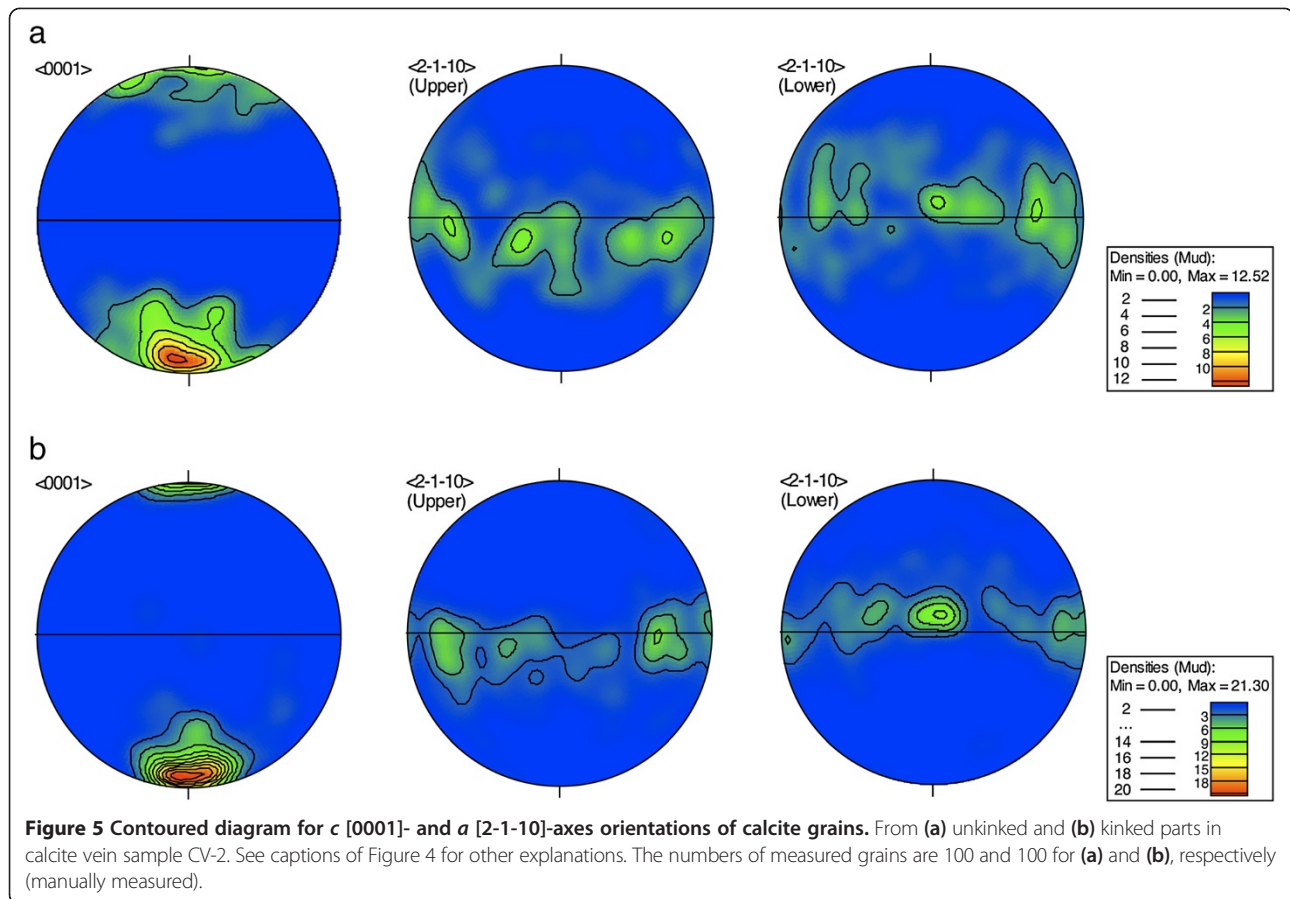 a
<0001>
<2-1-10>
(Upper)
<2-1-10>
(Lower)
Densities (Mud):
Min = 0.00, Max = 12.52
2
4
6
8
10
12
2
4
6
8
10
b
<0001>
<2-1-10>
(Upper)
<2-1-10>
(Lower)
Densities (Mud):
Min = 0.00, Max = 21.30
2
...
14
16
18
20
3
6
9
12
15
18
Figure 5 Contoured diagram for c [0001]- and a [2-1-10]-axes orientations of calcite grains. From (a) unkinked and (b) kinked parts in
calcite vein sample CV-2. See captions of Figure 4 for other explanations. The numbers of measured grains are 100 and 100 for (a) and (b), respectively
(manually measured).